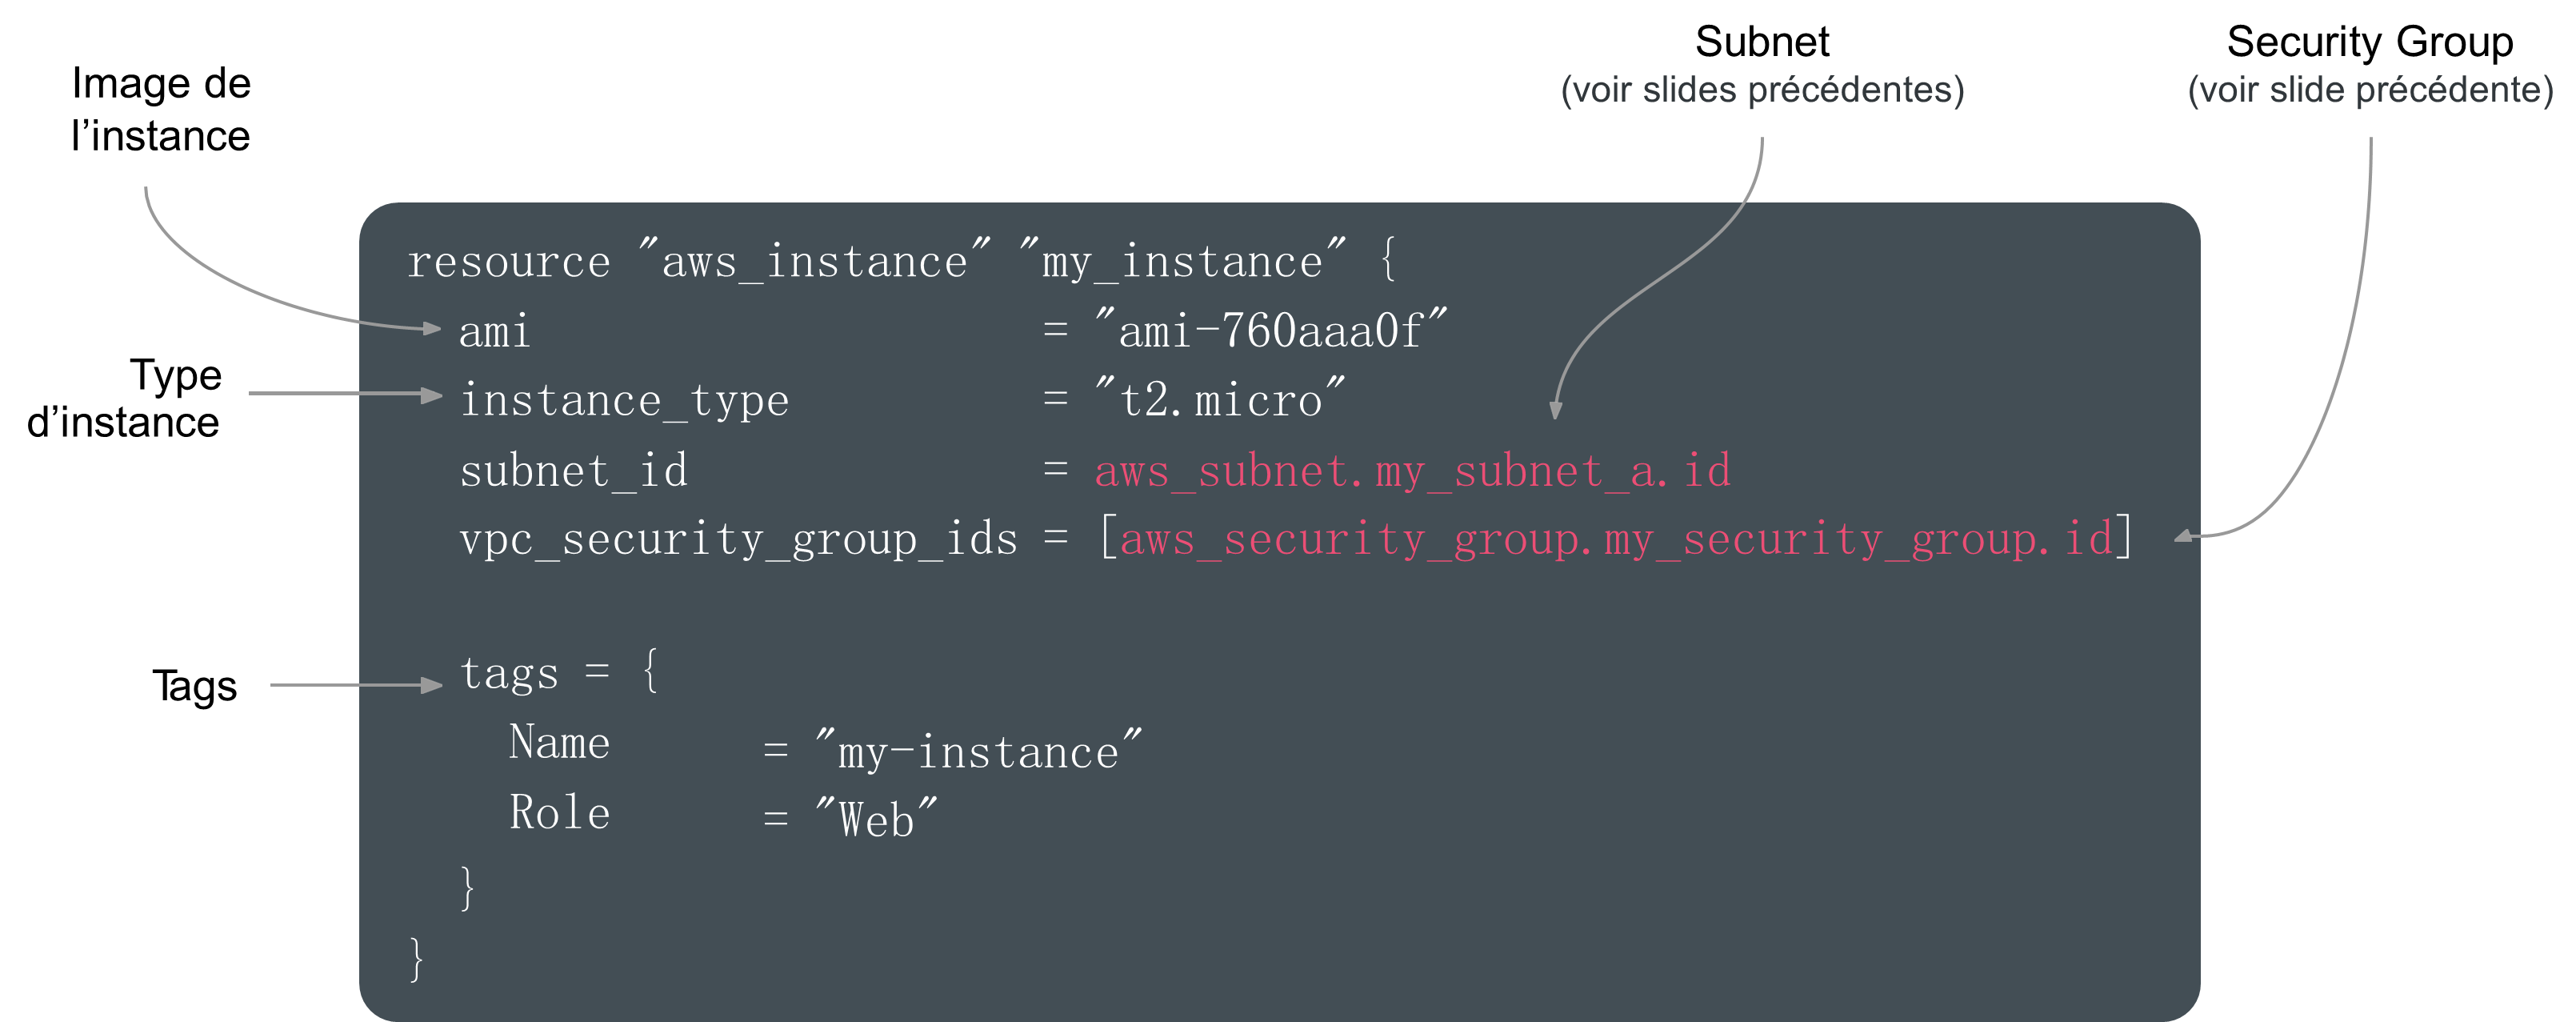 Image de
l’instance
Subnet
(voir slides précédentes)
Security Group
(voir slide précédente)
Type
d’instance
Tags
resource "aws_instance" "my_instance" {
  ami                    = "ami-760aaa0f"
  instance_type          = "t2.micro"
  subnet_id              = aws_subnet.my_subnet_a.id
  vpc_security_group_ids = [aws_security_group.my_security_group.id]
  tags = {
    Name      = "my-instance"
    Role      = "Web"
  }
}